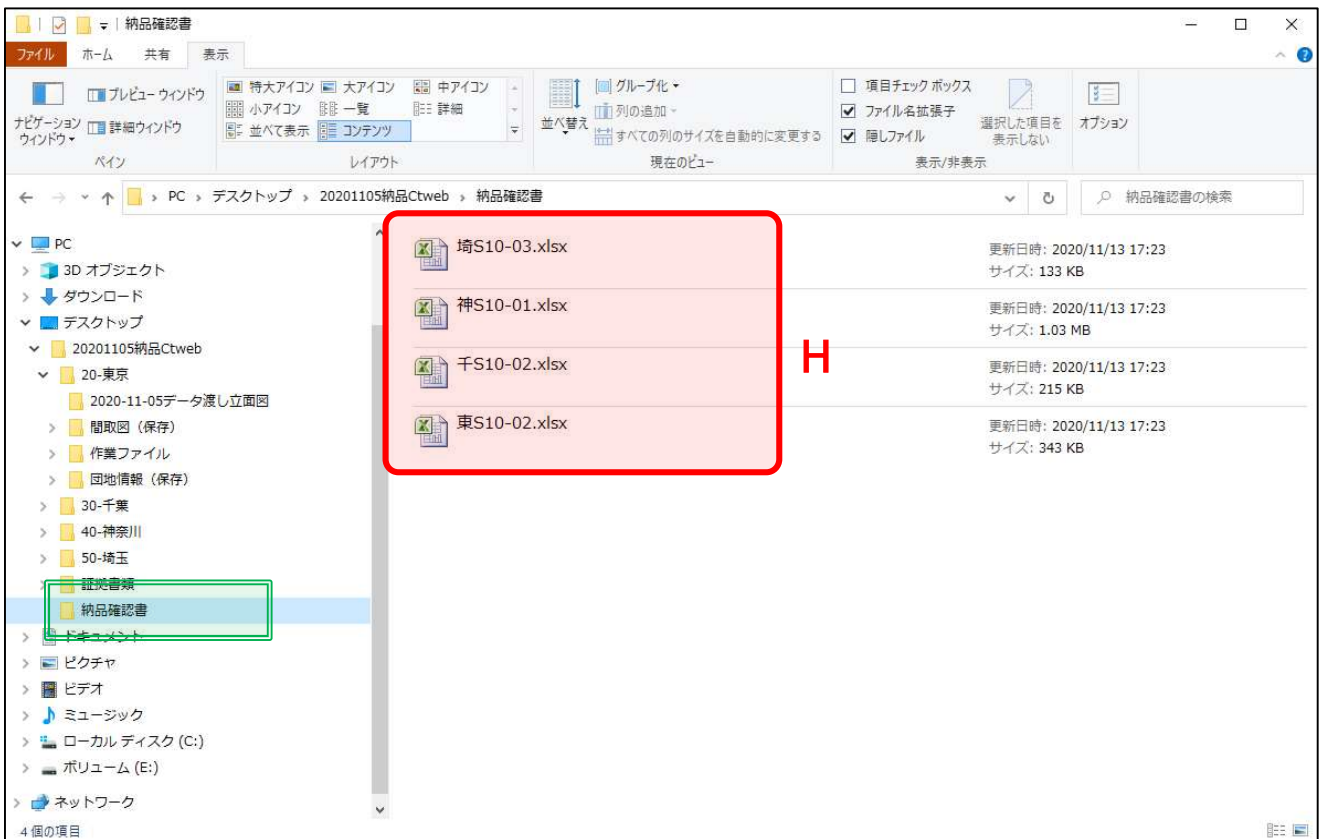 納品確認書
ファイル ホーム 共有 表示
ナビゲーション ウィンドウ
プレビュー ウィンドウ
詳細ウィンドウ
ペイン
特大アイコン 大アイコン 中アイコン
小アイコン 一覧 詳細
並べて表示 コンテンツ
レイアウト
並べ替え
グループ化
列の追加
すべての列のサイズを自動的に変更する
現在のビュー
項目チェック ボックス
ファイル名拡張子
隠しファイル
選択した項目を
表示しない
表示/非表示
オプション
PC › デスクトップ › 20201105納品Ctweb › 納品確認書
納品確認書の検索
PC
3D オブジェクト
ダウンロード
デスクトップ
20201105納品Ctweb
20-東京
2020-11-05データ渡し立面図
間取図（保存）
作業ファイル
団地情報（保存）
30-千葉
40-神奈川
50-埼玉
証拠書類
納品確認書
ドキュメント
ピクチャ
ビデオ
ミュージック
ローカル ディスク (C:)
ボリューム (E:)
ネットワーク
埼S10-03.xlsx
更新日時: 2020/11/13 17:23
サイズ: 133 KB
神S10-01.xlsx
更新日時: 2020/11/13 17:23
サイズ: 1.03 MB
千S10-02.xlsx
更新日時: 2020/11/13 17:23
サイズ: 215 KB
東S10-02.xlsx
更新日時: 2020/11/13 17:23
サイズ: 343 KB
H
4 個の項目